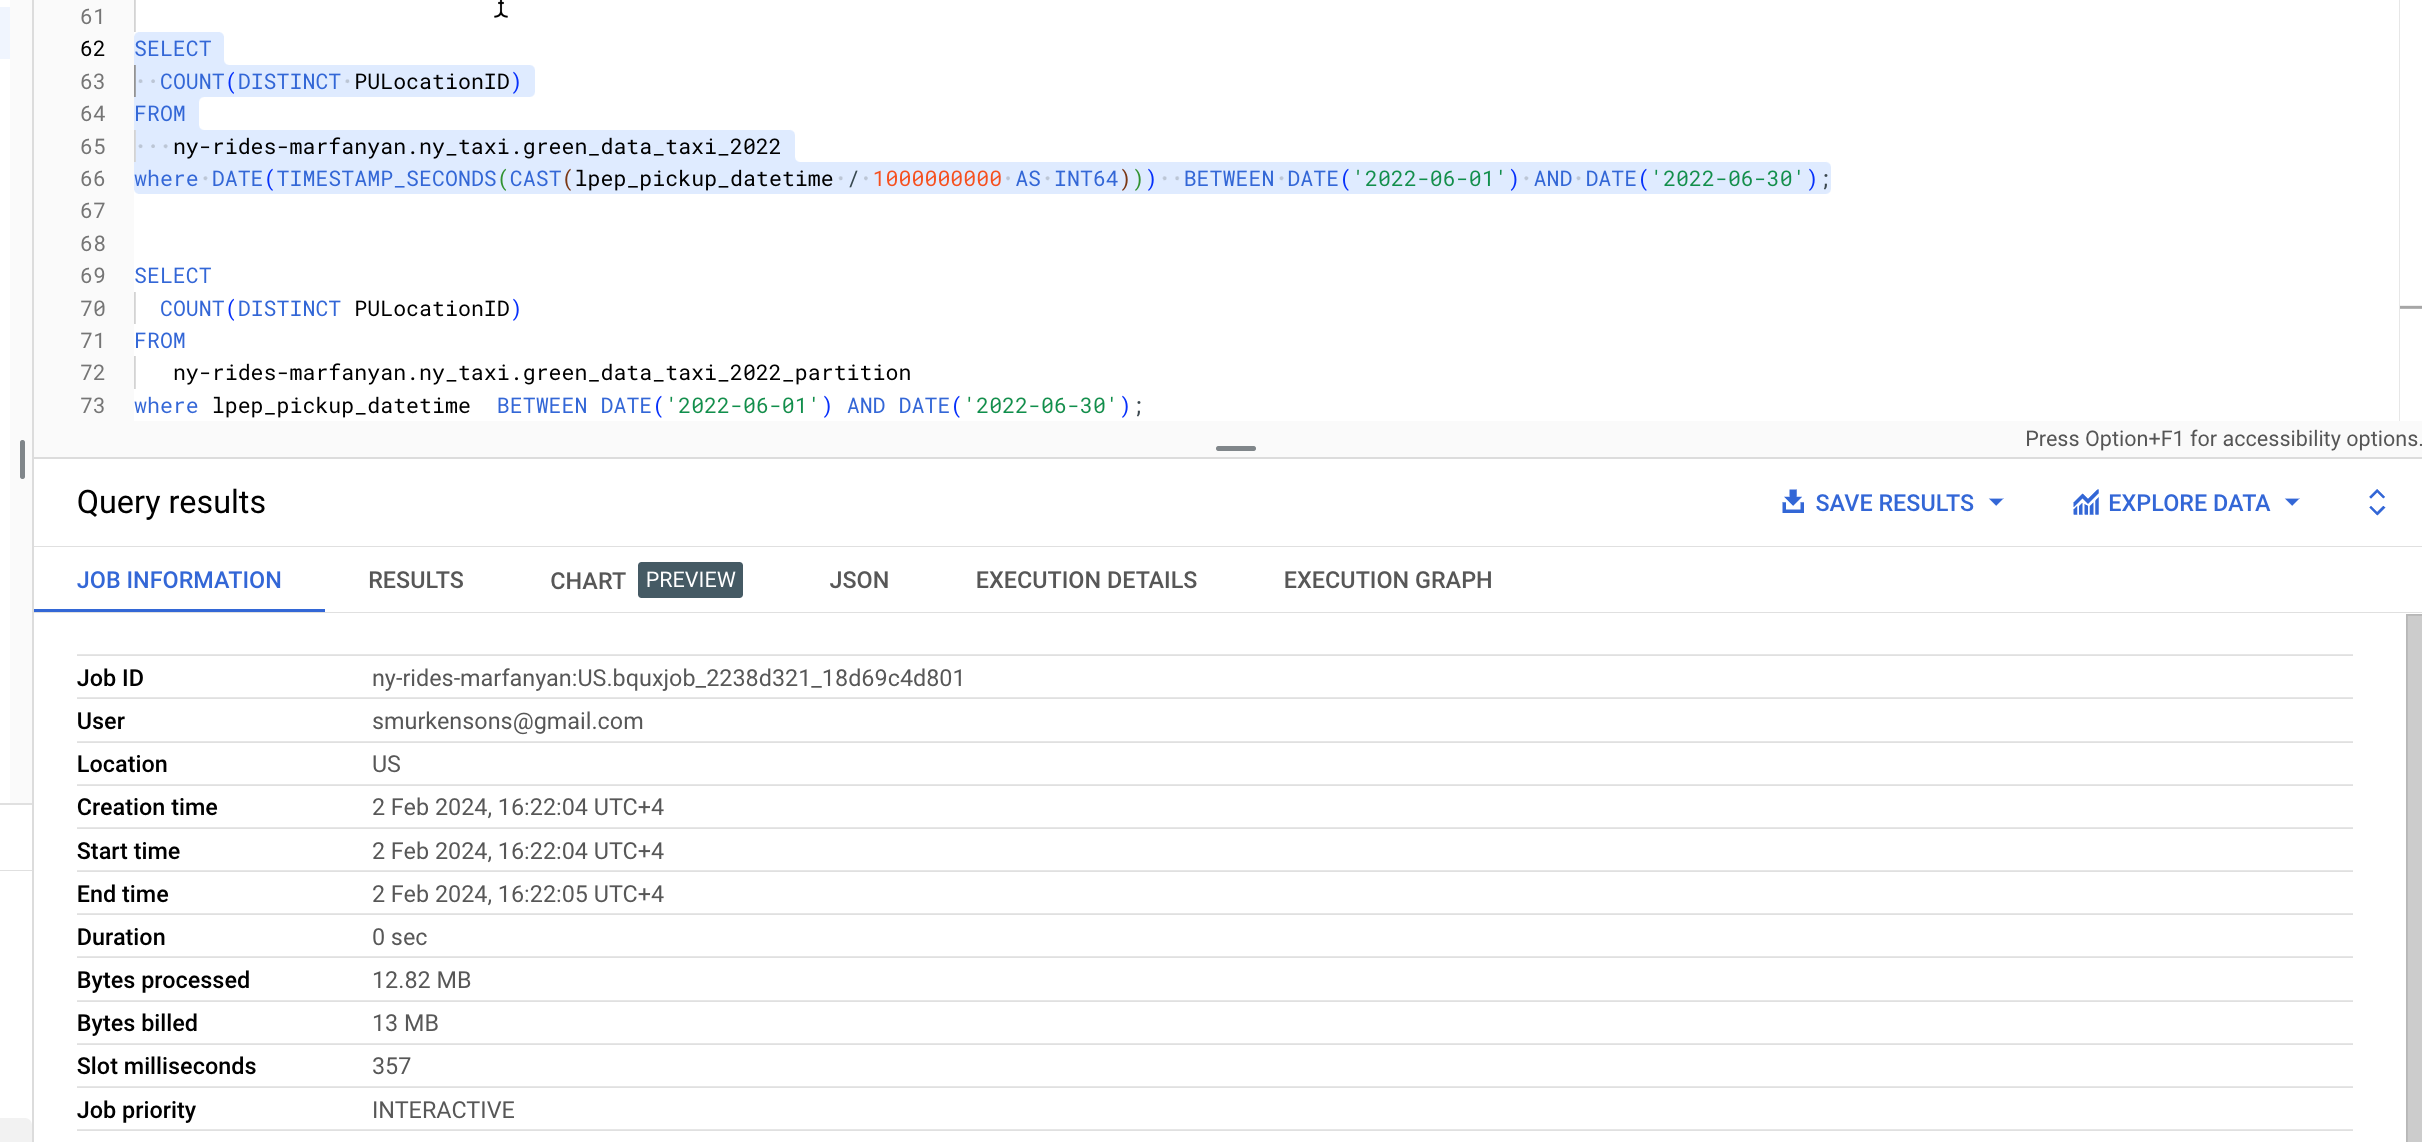 61
62 SELECT
63 COUNT(DISTINCT PULocationID)
64 FROM
65 ny-rides-marfanyan.ny_taxi.green_data_taxi_2022
66 where DATE(TIMESTAMP_SECONDS(CAST(lpep_pickup_datetime / 1000000000 AS INT64))) BETWEEN DATE('2022-06-01') AND DATE('2022-06-30');
67
68
69 SELECT
70 COUNT(DISTINCT PULocationID)
71 FROM
72 ny-rides-marfanyan.ny_taxi.green_data_taxi_2022_partition
73 where lpep_pickup_datetime BETWEEN DATE('2022-06-01') AND DATE('2022-06-30');
Press Option+F1 for accessibility options.
Query results SAVE RESULTS EXPLORE DATA
JOB INFORMATION RESULTS CHART PREVIEW JSON EXECUTION DETAILS EXECUTION GRAPH
Job ID ny-rides-marfanyan:US.bquxjob_2238d321_18d69c4d801
User smurkensons@gmail.com
Location US
Creation time 2 Feb 2024, 16:22:04 UTC+4
Start time 2 Feb 2024, 16:22:04 UTC+4
End time 2 Feb 2024, 16:22:05 UTC+4
Duration 0 sec
Bytes processed 12.82 MB
Bytes billed 13 MB
Slot milliseconds 357
Job priority INTERACTIVE